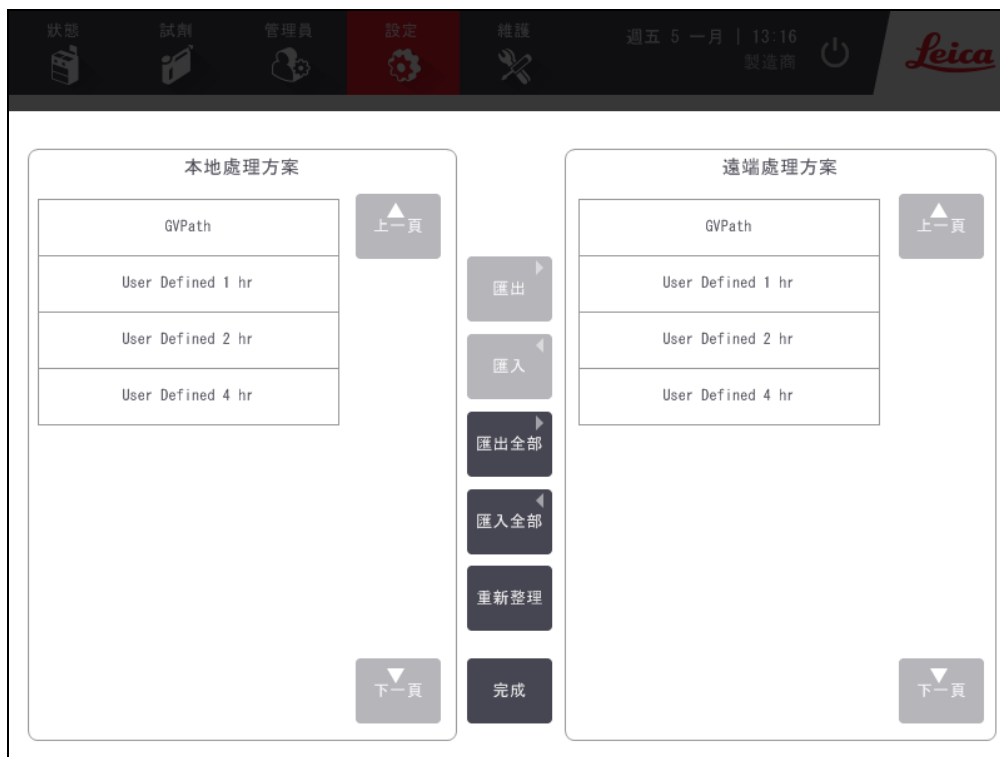 狀態
試劑
管理員
設定
維護
週五 5 一月 | 13:16
製造商
Leica
本地處理方案
GVPath
User Defined 1 hr
User Defined 2 hr
User Defined 4 hr
上一頁
下一頁
匯出
匯入
匯出全部
匯入全部
重新整理
完成
遠端處理方案
GVPath
User Defined 1 hr
User Defined 2 hr
User Defined 4 hr
上一頁
下一頁